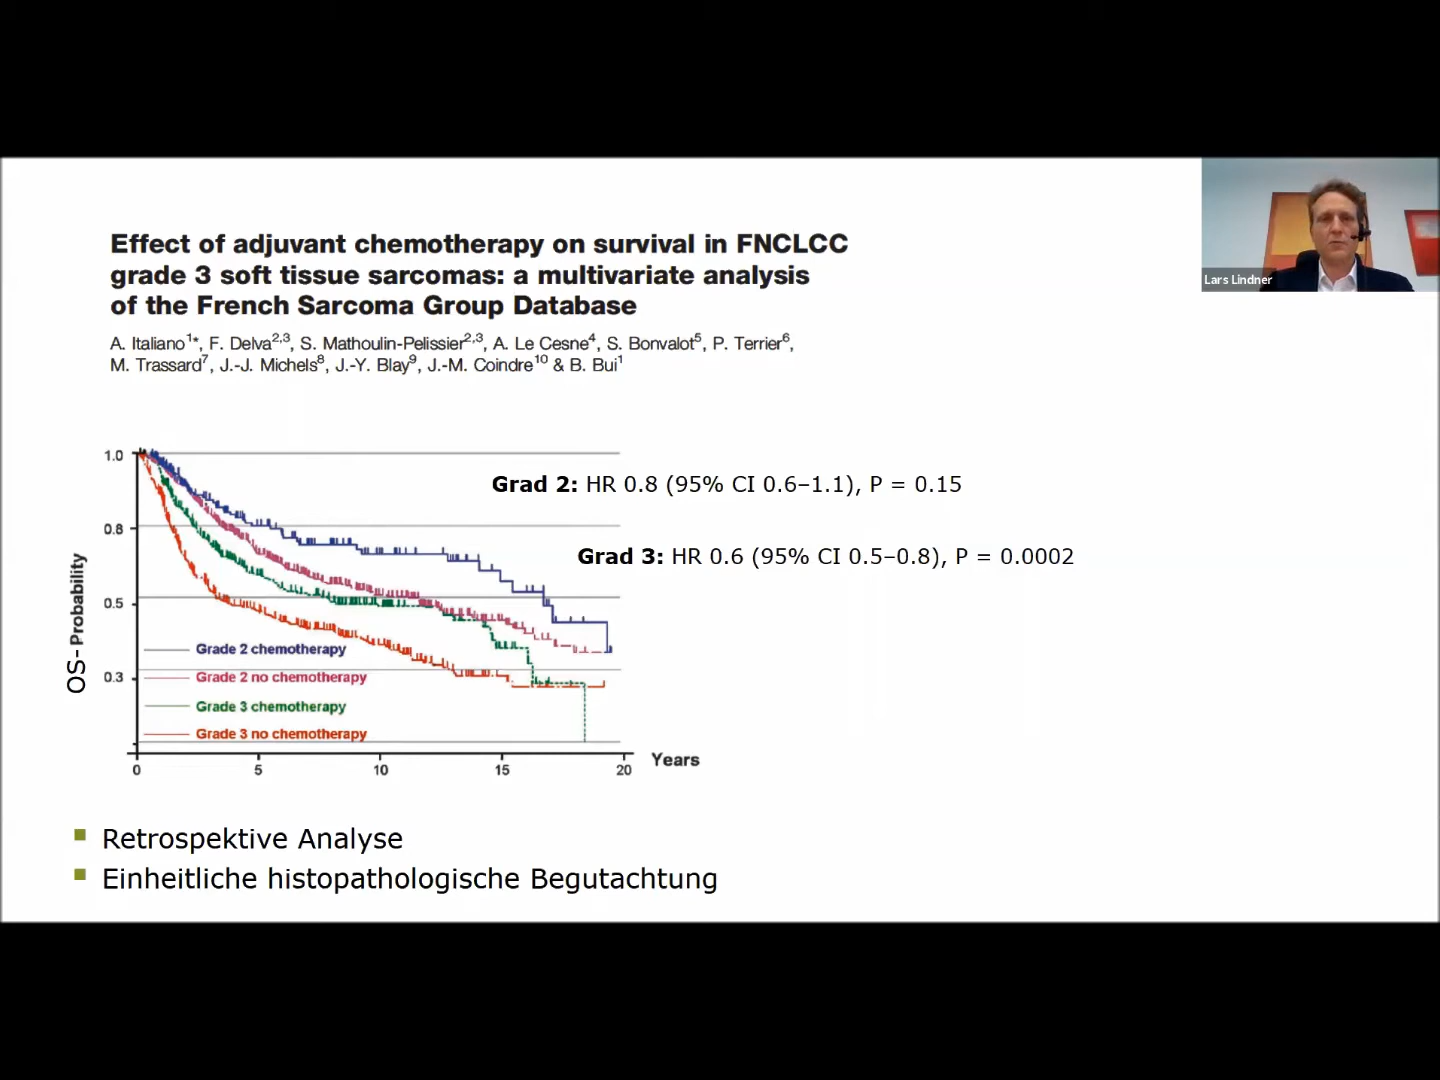 Effect of adjuvant chemotherapy on survival in FNCLCC
grade 3 soft tissue sarcomas: a multivariate analysis
of the French Sarcoma Group Database
A. Italiano1*, F. Delva2,3, S. Mathoulin-Pelissier2,3, A. Le Cesne4, S. Bonvalot5, P. Terrier6,
M. Trassard7, J.-J. Michels8, J.-Y. Blay9, J.-M. Coindre10 & B. Bui1
Lars Lindner
OS- Probability
1.0
0.8
0.5
0.3
Grad 2: HR 0.8 (95% CI 0.6–1.1), P = 0.15
Grad 3: HR 0.6 (95% CI 0.5–0.8), P = 0.0002
Grade 2 chemotherapy
Grade 2 no chemotherapy
Grade 3 chemotherapy
Grade 3 no chemotherapy
0 5 10 15 20 Years
Retrospektive Analyse
Einheitliche histopathologische Begutachtung